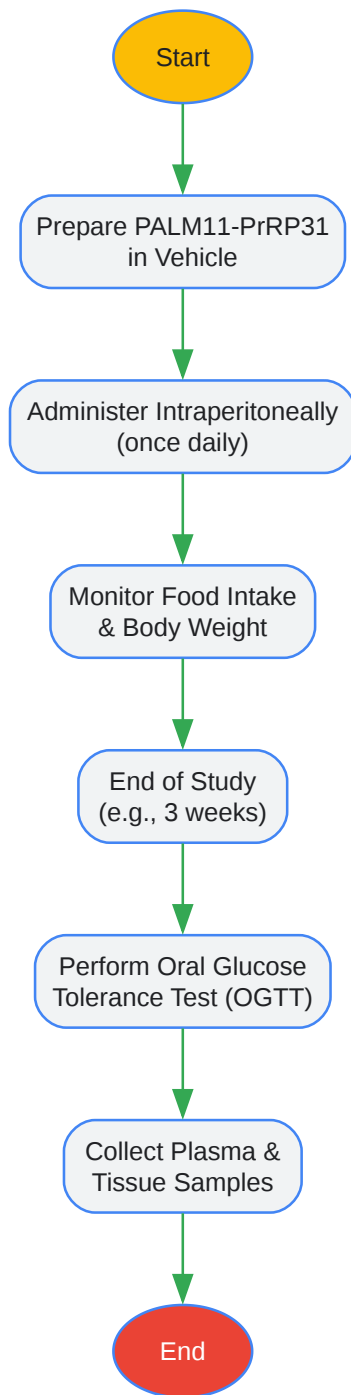 Start
Prepare PALM11-PrRP31
in Vehicle
Administer Intraperitoneally
(once daily)
Monitor Food Intake
& Body Weight
End of Study
(e.g., 3 weeks)
Perform Oral Glucose
Tolerance Test (OGTT)
Collect Plasma &
Tissue Samples
End